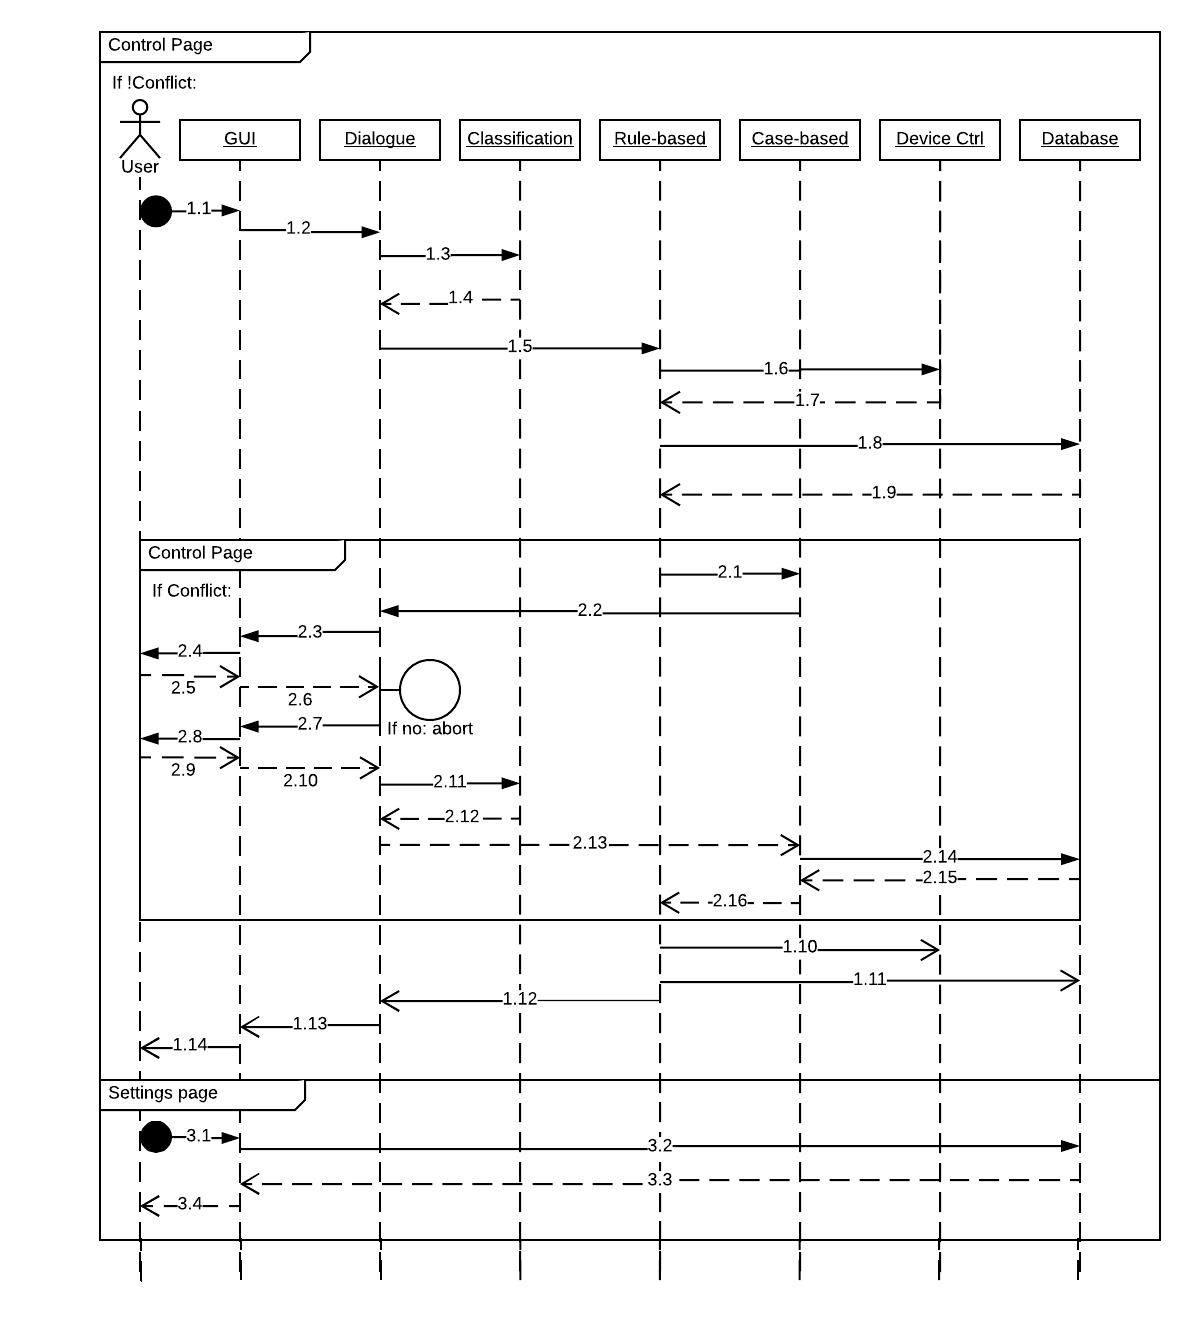 Control Page
If !Conflict:
User
GUI
Dialogue
Classification
Rule-based
Case-based
Device Ctrl
Database
1.1
1.2
1.3
1.4
1.5
1.6
1.7
1.8
1.9
Control Page
If Conflict:
2.1
2.2
2.3
2.4
2.5
2.6
If no: abort
2.7
2.8
2.9
2.10
2.11
2.12
2.13
2.14
2.15
2.16
1.10
1.11
1.12
1.13
1.14
Settings page
3.1
3.2
3.3
3.4